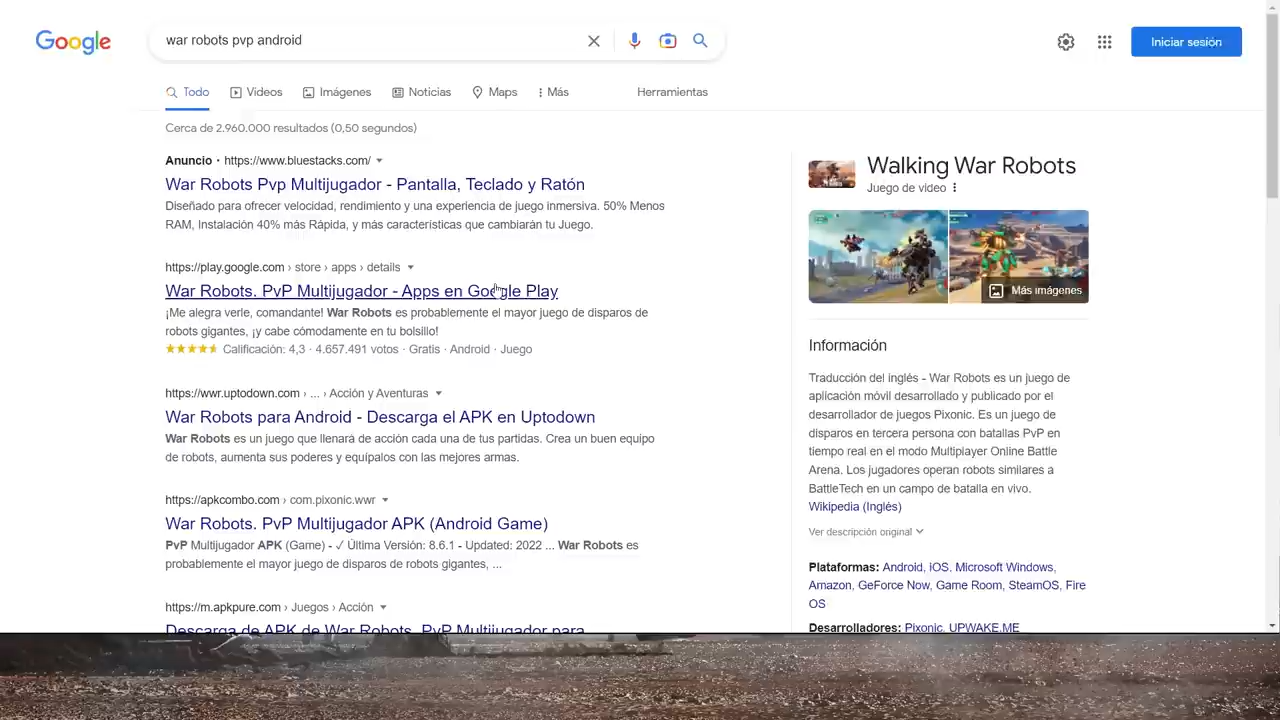 Google
war robots pvp android
Iniciar sesión
Todo
Videos
Imágenes
Noticias
Maps
Más
Herramientas
Cerca de 2.960.000 resultados (0,50 segundos)
Anuncio · https://www.bluestacks.com/
War Robots Pvp Multijugador - Pantalla, Teclado y Ratón
Diseñado para ofrecer velocidad, rendimiento y una experiencia de juego inmersiva. 50% Menos
RAM, Instalación 40% más Rápida, y más características que cambiarán tu Juego.
https://play.google.com › store › apps › details
War Robots. PvP Multijugador - Apps en Google Play
¡Me alegra verle, comandante! War Robots es probablemente el mayor juego de disparos de
robots gigantes, ¡y cabe cómodamente en tu bolsillo!
Calificación: 4,3 · 4.657.491 votos · Gratis · Android · Juego
https://wwr.uptodown.com › ... › Acción y Aventuras
War Robots para Android - Descarga el APK en Uptodown
War Robots es un juego que llenará de acción cada una de tus partidas. Crea un buen equipo
de robots, aumenta sus poderes y equípalos con las mejores armas.
https://apkcombo.com › com.pixonic.wwr
War Robots. PvP Multijugador APK (Android Game)
PvP Multijugador APK (Game) - ✓ Última Versión: 8.6.1 - Updated: 2022 ... War Robots es
probablemente el mayor juego de disparos de robots gigantes, ...
https://m.apkpure.com › Juegos › Acción
Descarga de APK de War Robots. PvP Multijugador para
Walking War Robots
Juego de video
Más imágenes
Información
Traducción del inglés - War Robots es un juego de
aplicación móvil desarrollado y publicado por el
desarrollador de juegos Pixonic. Es un juego de
disparos en tercera persona con batallas PvP en
tiempo real en el modo Multiplayer Online Battle
Arena. Los jugadores operan robots similares a
BattleTech en un campo de batalla en vivo.
Wikipedia (Inglés)
Ver descripción original
Plataformas: Android, iOS, Microsoft Windows,
Amazon, GeForce Now, Game Room, SteamOS, Fire
OS
Desarrolladores: Pixonic, UPWAKE.ME